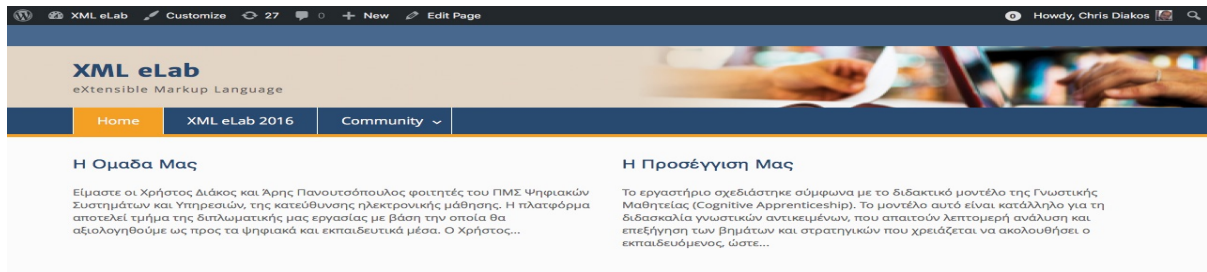 XML eLab Customize 27 0 + New Edit Page Howdy, Chris Diakos
0
XML eLab
eXtensible Markup Language
Home XML eLab 2016 Community
Η Ομαδα Μας
Είμαστε οι Χρήστος Διάκος και Άρης Πανουτσόπουλος φοιτητές του ΠΜΣ Ψηφιακών
Συστημάτων και Υπηρεσιών, της κατεύθυνσης ηλεκτρονικής μάθησης. Η πλατφόρμα
αποτελεί τμήμα της διπλωματικής μας εργασίας με βάση την οποία θα
αξιολογηθούμε ως προς τα ψηφιακά και εκπαιδευτικά μέσα. Ο Χρήστος...
Η Προσέγγιση Μας
Το εργαστήριο σχεδιάστηκε σύμφωνα με το διδακτικό μοντέλο της Γνωστικής
Μαθητείας (Cognitive Apprenticeship). Το μοντέλο αυτό είναι κατάλληλο για τη
διδασκαλία γνωστικών αντικειμένων, που απαιτούν λεπτομερή ανάλυση και
επεξήγηση των βημάτων και στρατηγικών που χρειάζεται να ακολουθήσει ο
εκπαιδευόμενος, ώστε...